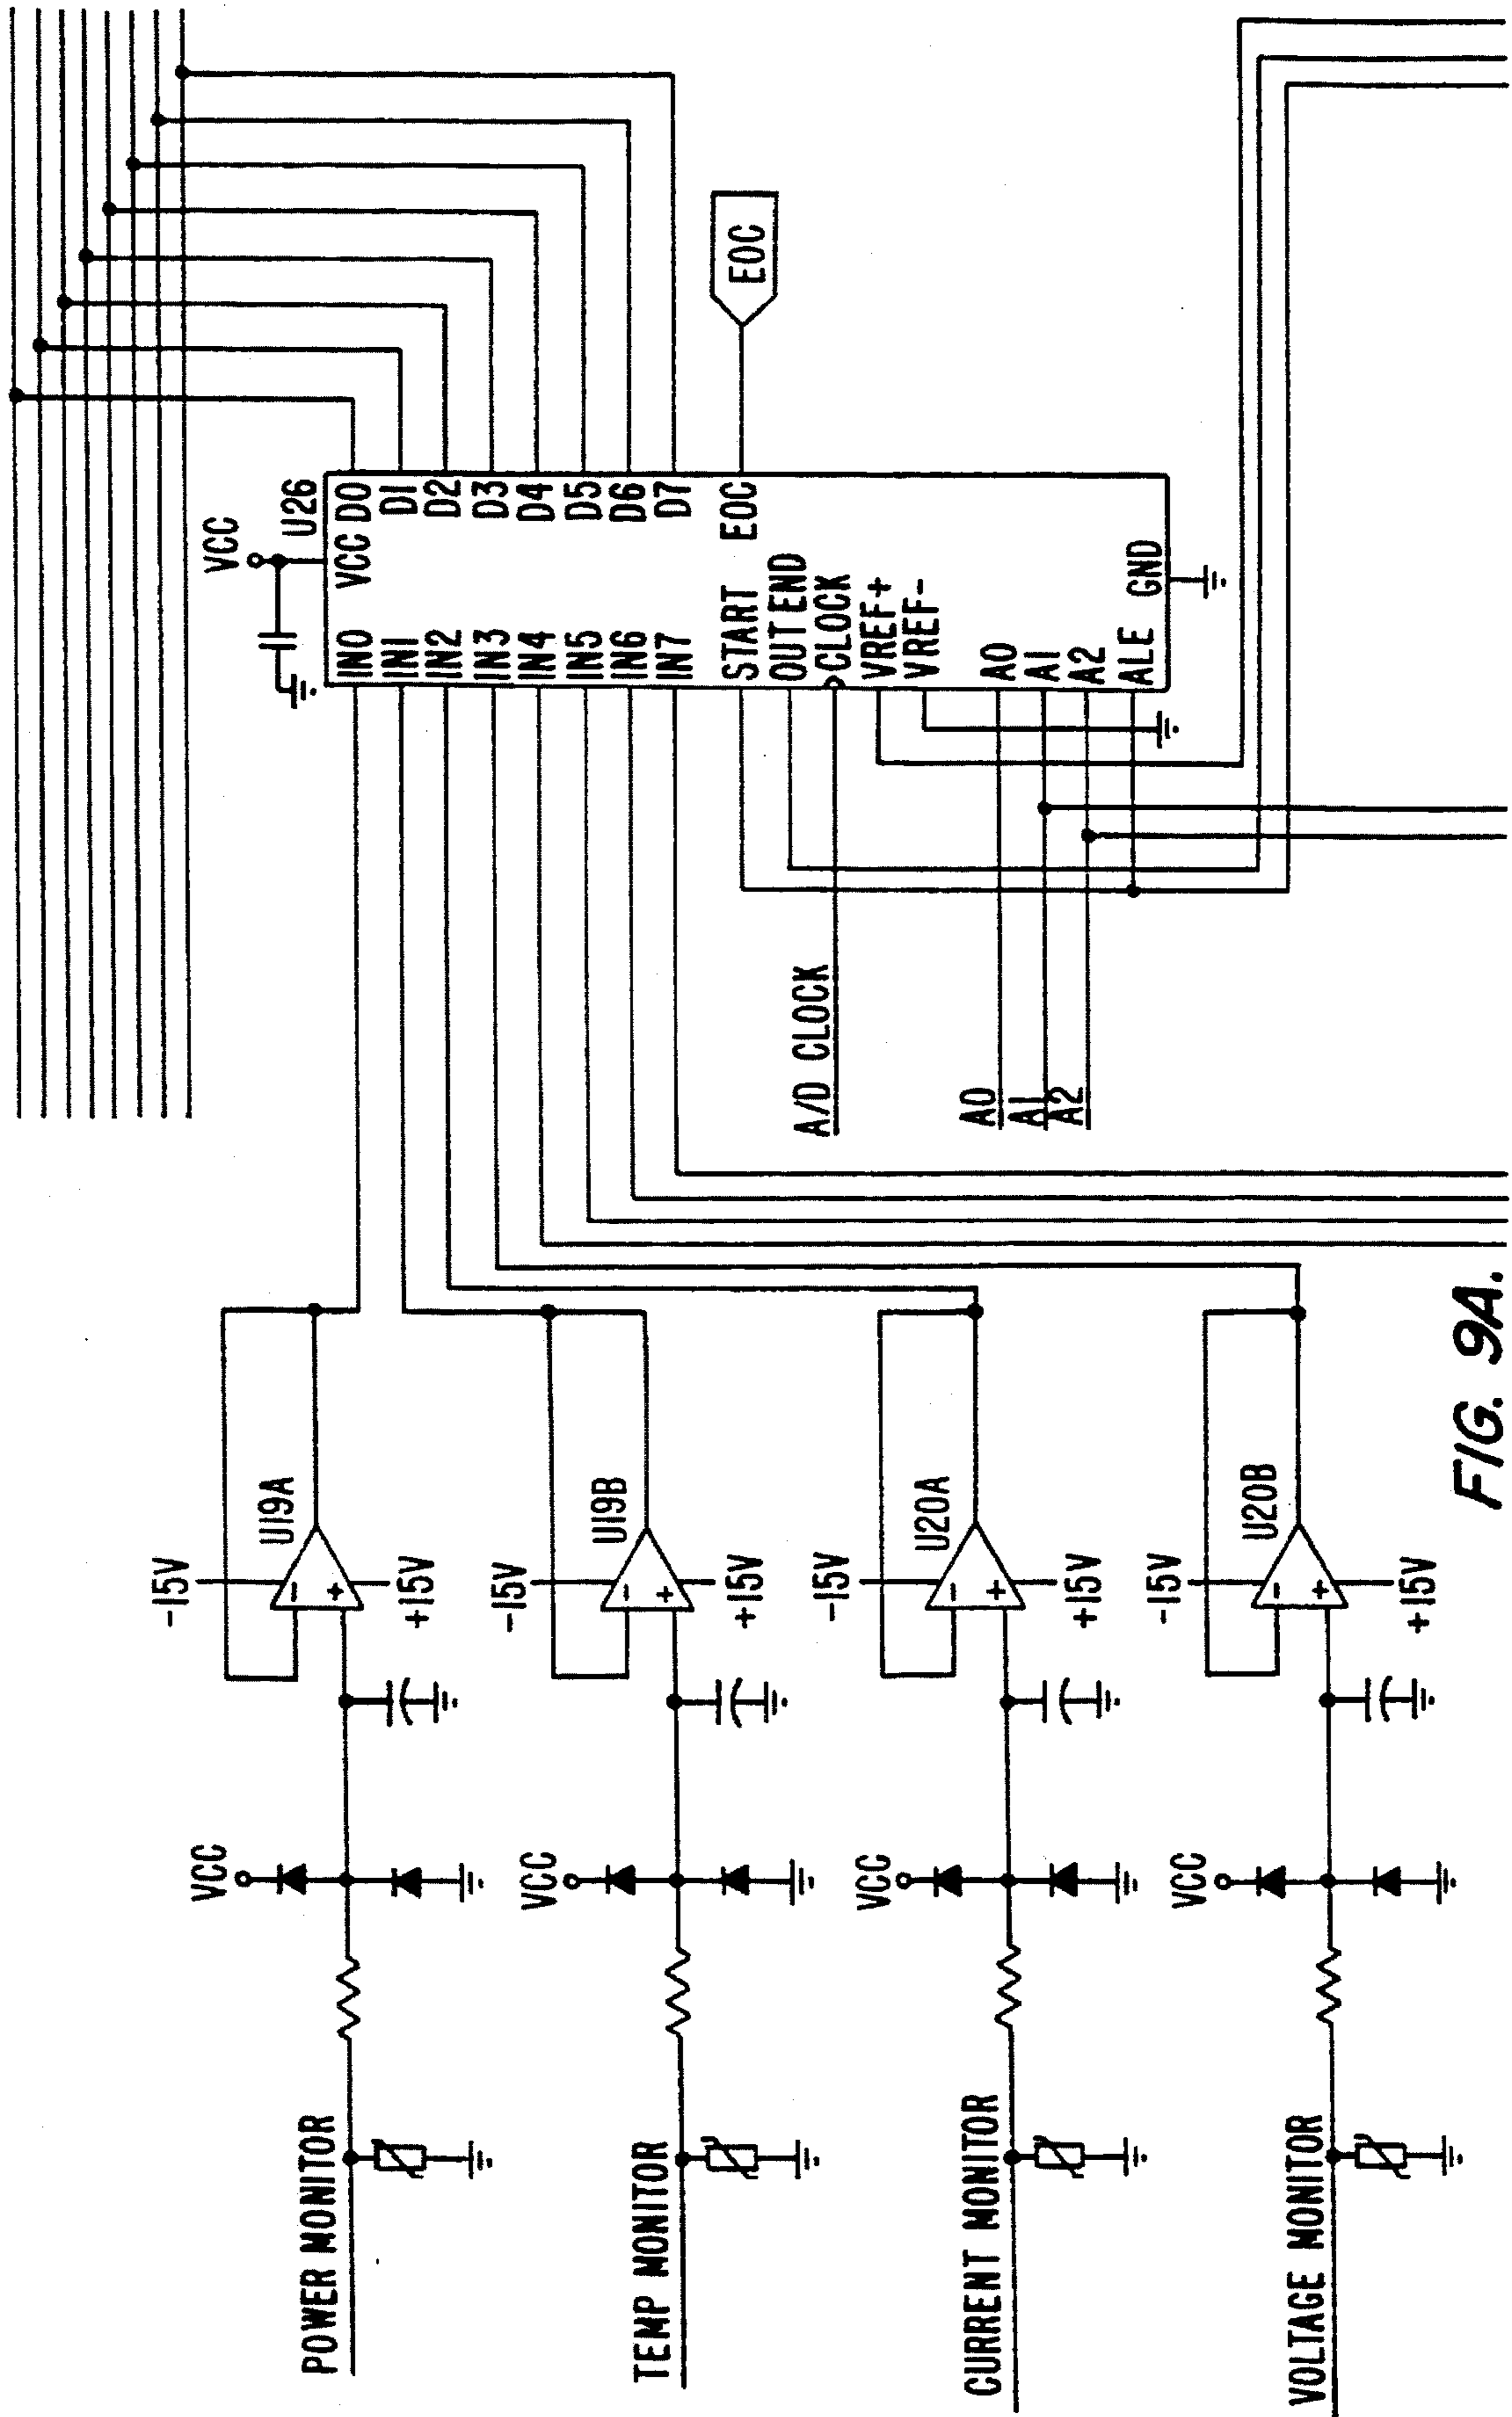 POWER MONITOR
VCC
-15V
U19A
+15V
TEMP MONITOR
VCC
-15V
U19B
+15V
CURRENT MONITOR
VCC
-15V
U20A
+15V
VOLTAGE MONITOR
VCC
-15V
U20B
+15V
VCC
U26
IN0 VCC D0
IN1 D1
IN2 D2
IN3 D3
IN4 D4
IN5 D5
IN6 D6
IN7 D7
START EOC
EOC
OUT END
CLOCK
VREF+
VREF-
A0
A1
A2
ALE GND
A/D CLOCK
A0
A1
A2
FIG. 9A.